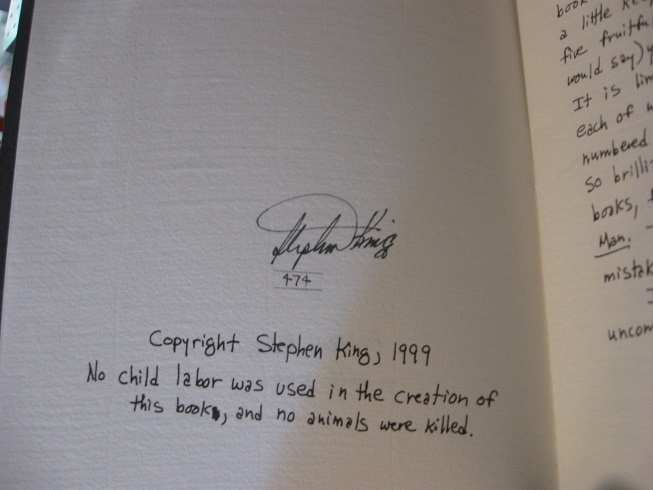 Stephen King
474
Copyright Stephen King, 1999
No child labor was used in the creation of
this book, and no animals were killed.
book
a little
five fruitful
would say) y
It is lim
each of w
numbered
so brilli
books,
Man.
mistak
I
uncom